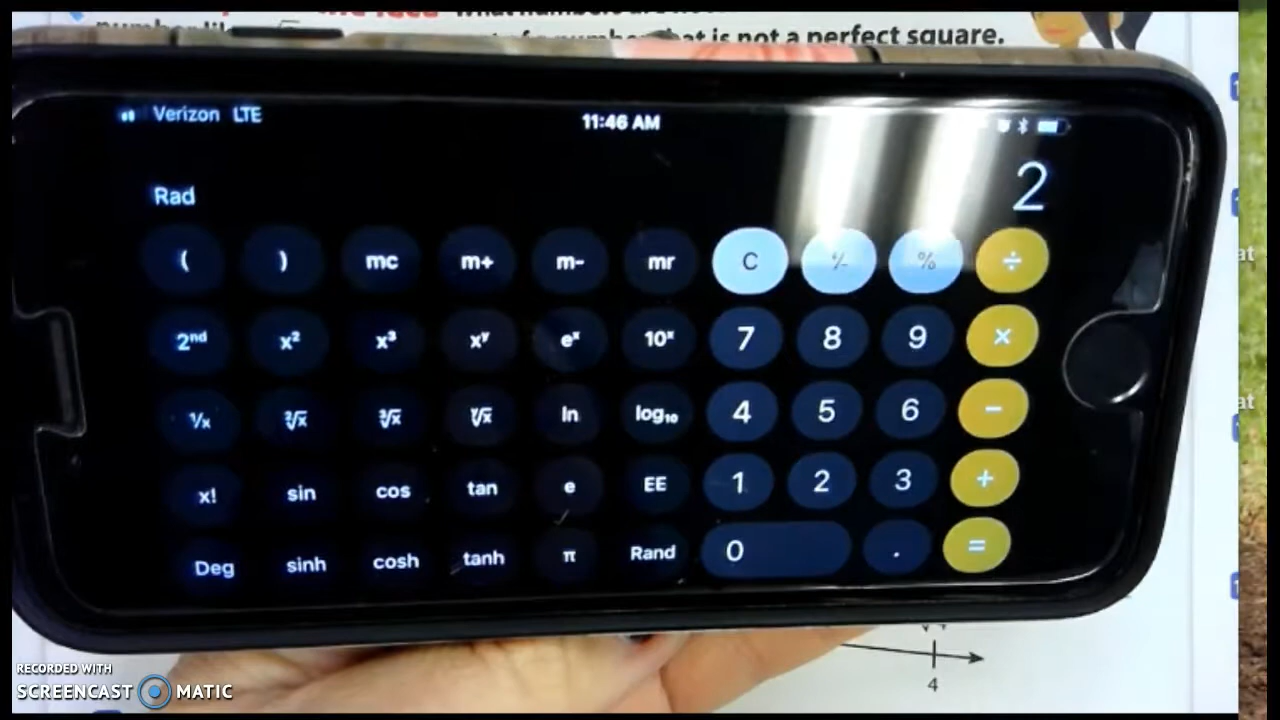 is not a perfect square.
Verizon LTE
11:46 AM
2
Rad
( ) mc m+ m- mr C +/- % ÷
2nd x² x³ xʸ eˣ 10ˣ 7 8 9 ×
1/x ²√x ³√x ʸ√x ln log₁₀ 4 5 6 −
x! sin cos tan e EE 1 2 3 +
Deg sinh cosh tanh π Rand 0 . =
4
at
at
RECORDED WITH
SCREENCAST MATIC